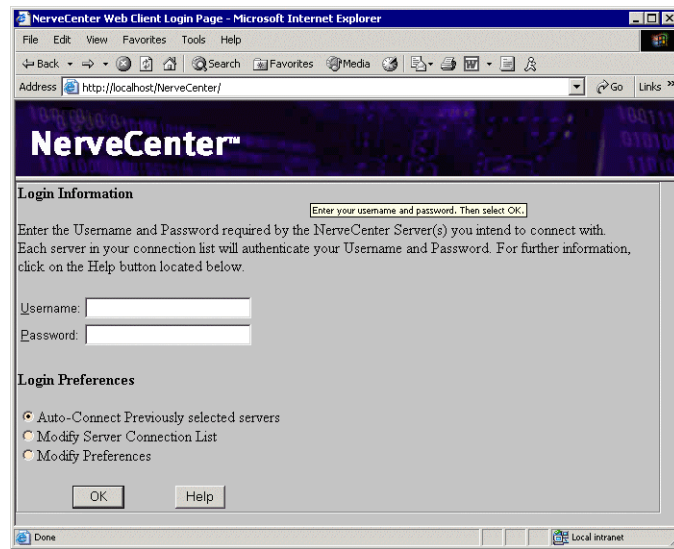 NerveCenter Web Client Login Page - Microsoft Internet Explorer
File Edit View Favorites Tools Help
Back Search Favorites Media
Address http://localhost/NerveCenter/ Go Links »
NerveCenter™
Login Information
Enter your username and password. Then select OK.
Enter the Username and Password required by the NerveCenter Server(s) you intend to connect with.
Each server in your connection list will authenticate your Username and Password. For further information,
click on the Help button located below.
Username:
Password:
Login Preferences
Auto-Connect Previously selected servers
Modify Server Connection List
Modify Preferences
OK Help
Done Local intranet